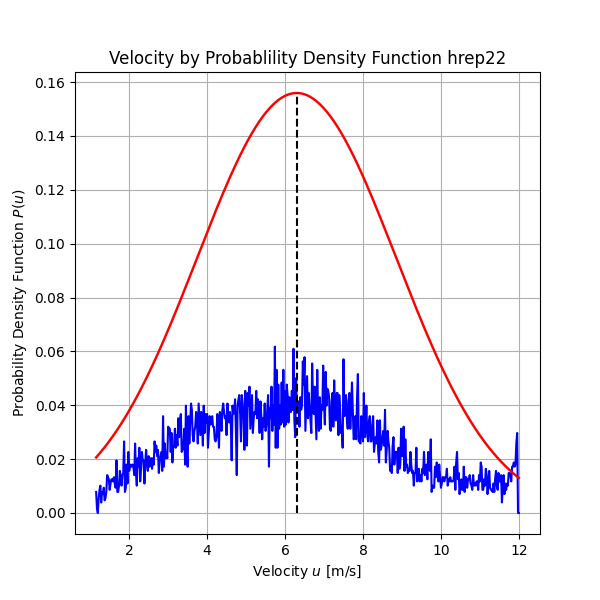 Velocity by Probablility Density Function hrep22
0.16
0.14
0.12
0.10
0.08
0.06
0.04
0.02
0.00
Probability Density Function P(u)
2 4 6 8 10 12
Velocity u [m/s]